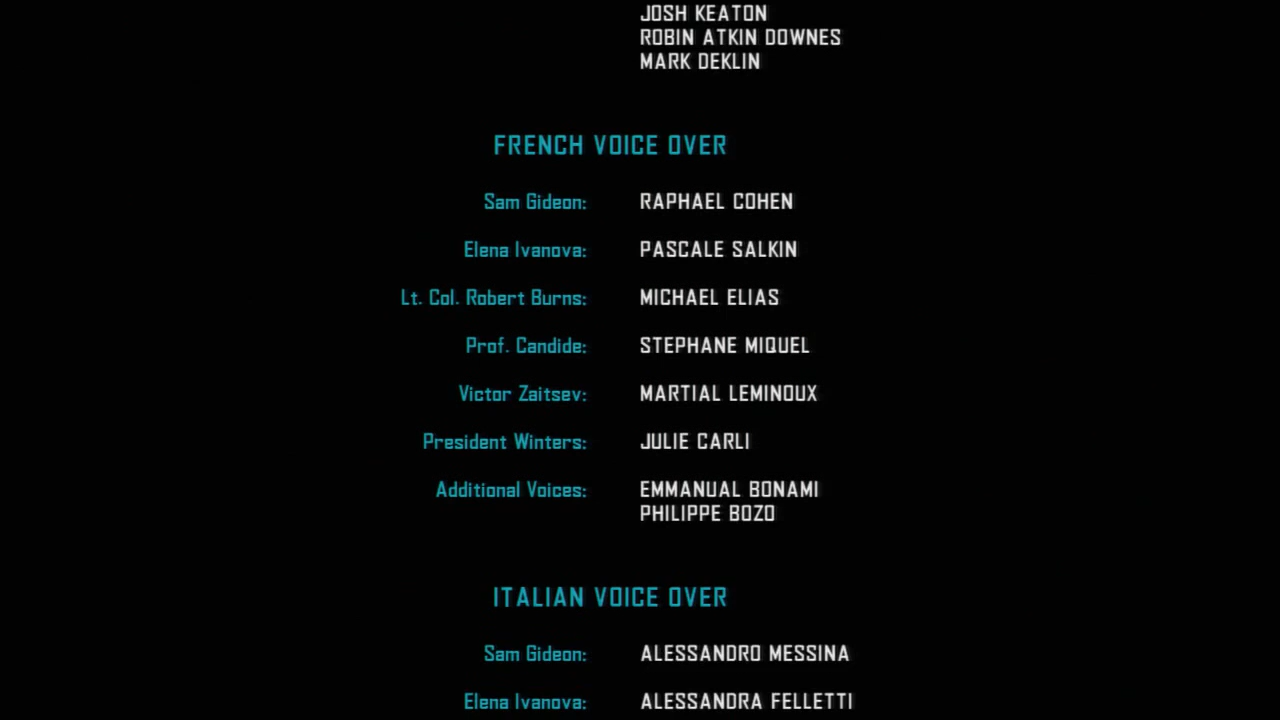 JOSH KEATON
ROBIN ATKIN DOWNES
MARK DEKLIN
FRENCH VOICE OVER
Sam Gideon: RAPHAEL COHEN
Elena Ivanova: PASCALE SALKIN
Lt. Col. Robert Burns: MICHAEL ELIAS
Prof. Candide: STEPHANE MIQUEL
Victor Zaitsev: MARTIAL LEMINOUX
President Winters: JULIE CARLI
Additional Voices: EMMANUAL BONAMI
PHILIPPE BOZO
ITALIAN VOICE OVER
Sam Gideon: ALESSANDRO MESSINA
Elena Ivanova: ALESSANDRA FELLETTI